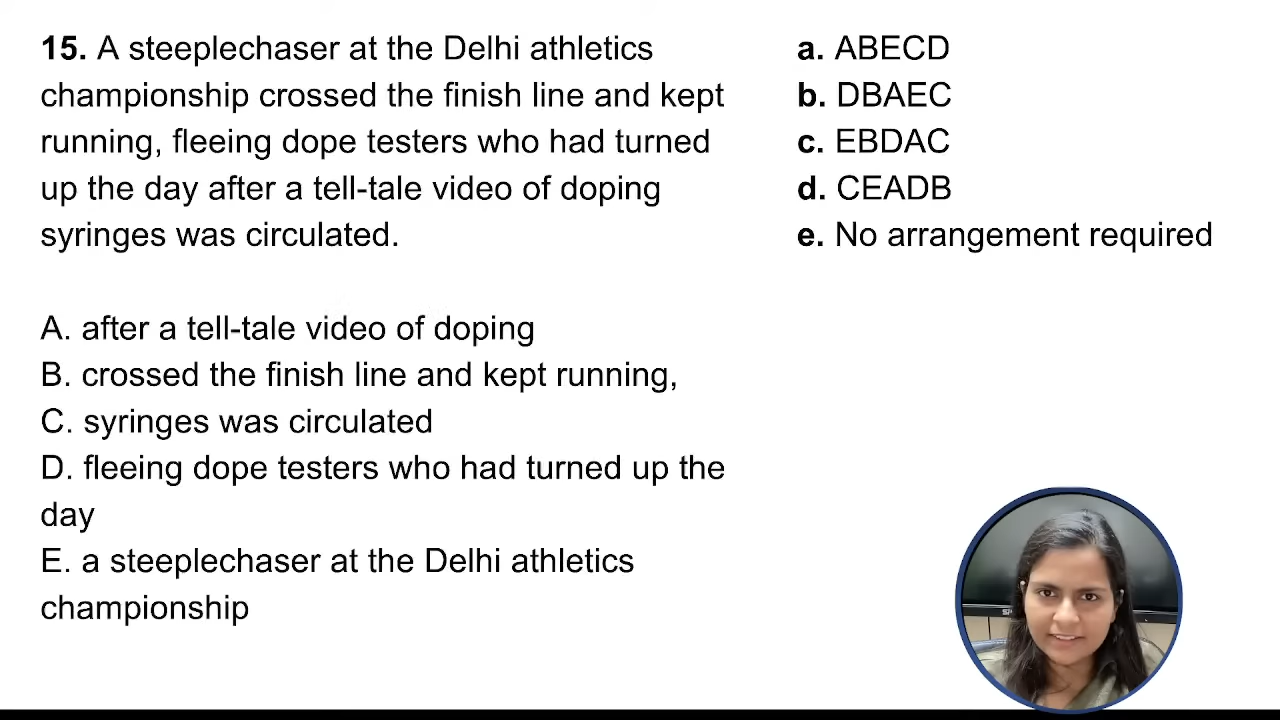 15. A steeplechaser at the Delhi athletics
championship crossed the finish line and kept
running, fleeing dope testers who had turned
up the day after a tell-tale video of doping
syringes was circulated.
A. after a tell-tale video of doping
B. crossed the finish line and kept running,
C. syringes was circulated
D. fleeing dope testers who had turned up the
day
E. a steeplechaser at the Delhi athletics
championship
a. ABECD
b. DBAEC
c. EBDAC
d. CEADB
e. No arrangement required